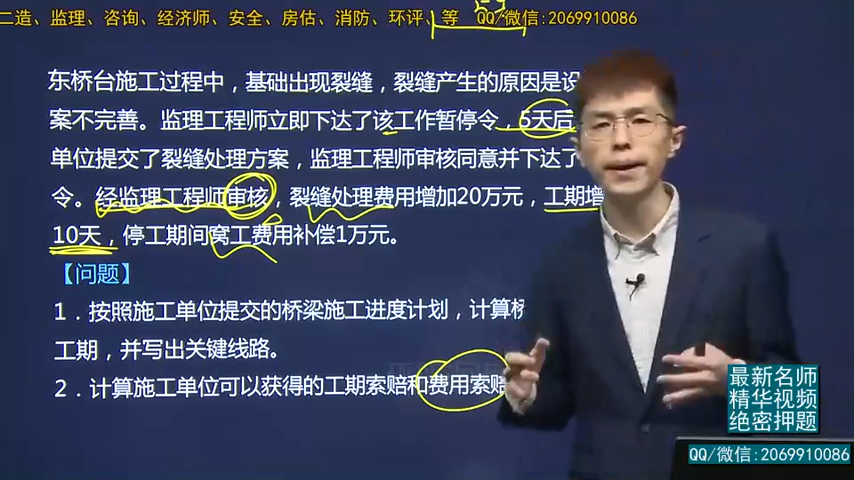 二造、监理、咨询、经济师、安全、房估、消防、环评、等 QQ/微信:2069910086
东桥台施工过程中，基础出现裂缝，裂缝产生的原因是设
案不完善。监理工程师立即下达了该工作暂停令，5天后
单位提交了裂缝处理方案，监理工程师审核同意并下达了
令。经监理工程师审核，裂缝处理费用增加20万元，工期增
10天，停工期间窝工费用补偿1万元。
【问题】
1．按照施工单位提交的桥梁施工进度计划，计算桥
工期，并写出关键线路。
2．计算施工单位可以获得的工期索赔和费用索赔
最新名师
精华视频
绝密押题
QQ/微信:2069910086